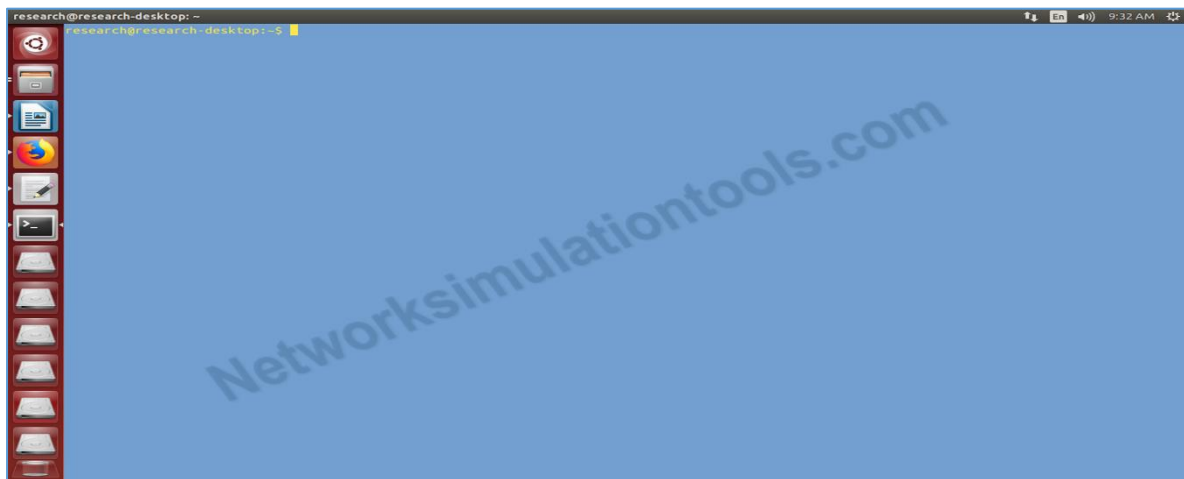 research@research-desktop: ~
En
9:32 AM
research@research-desktop:~$
>_
Networksimulationtools.com